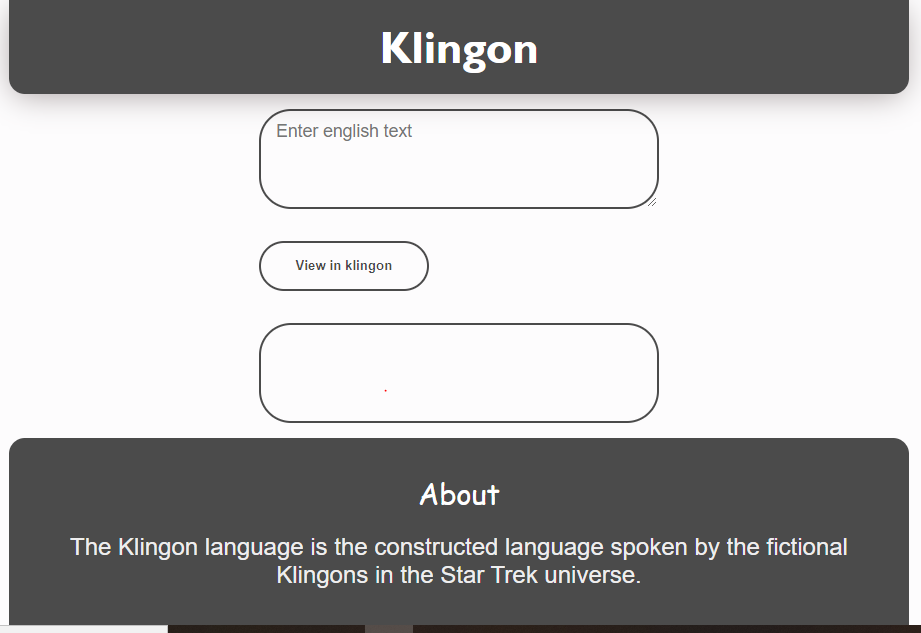 Klingon
Enter english text
View in klingon
About
The Klingon language is the constructed language spoken by the fictional
Klingons in the Star Trek universe.